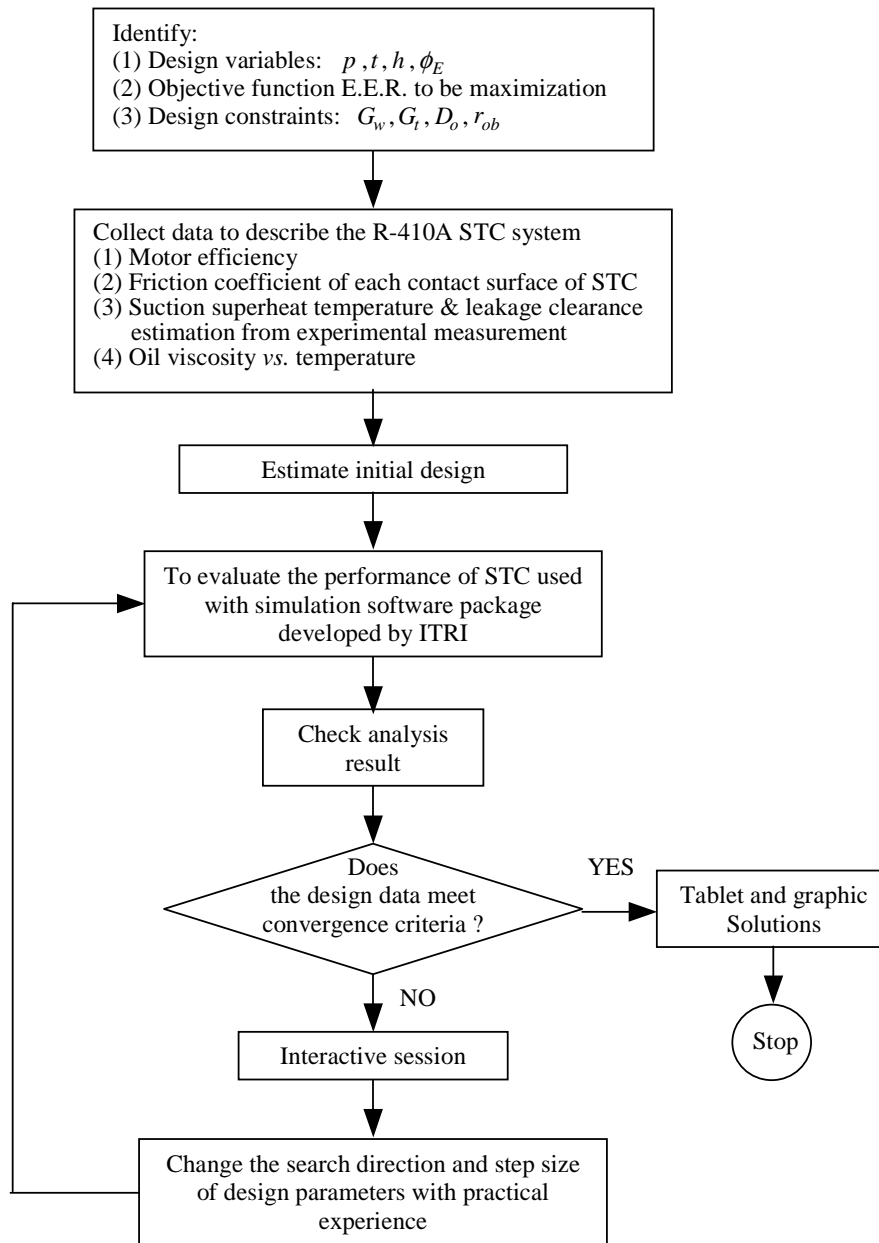 Identify:
(1) Design variables: p , t , h , ϕ_E
(2) Objective function E.E.R. to be maximization
(3) Design constraints: G_w , G_t , D_o , r_ob
Collect data to describe the R-410A STC system
(1) Motor efficiency
(2) Friction coefficient of each contact surface of STC
(3) Suction superheat temperature & leakage clearance
estimation from experimental measurement
(4) Oil viscosity vs. temperature
Estimate initial design
To evaluate the performance of STC used
with simulation software package
developed by ITRI
Check analysis
result
Does
the design data meet
convergence criteria ?
YES
Tablet and graphic
Solutions
Stop
NO
Interactive session
Change the search direction and step size
of design parameters with practical
experience